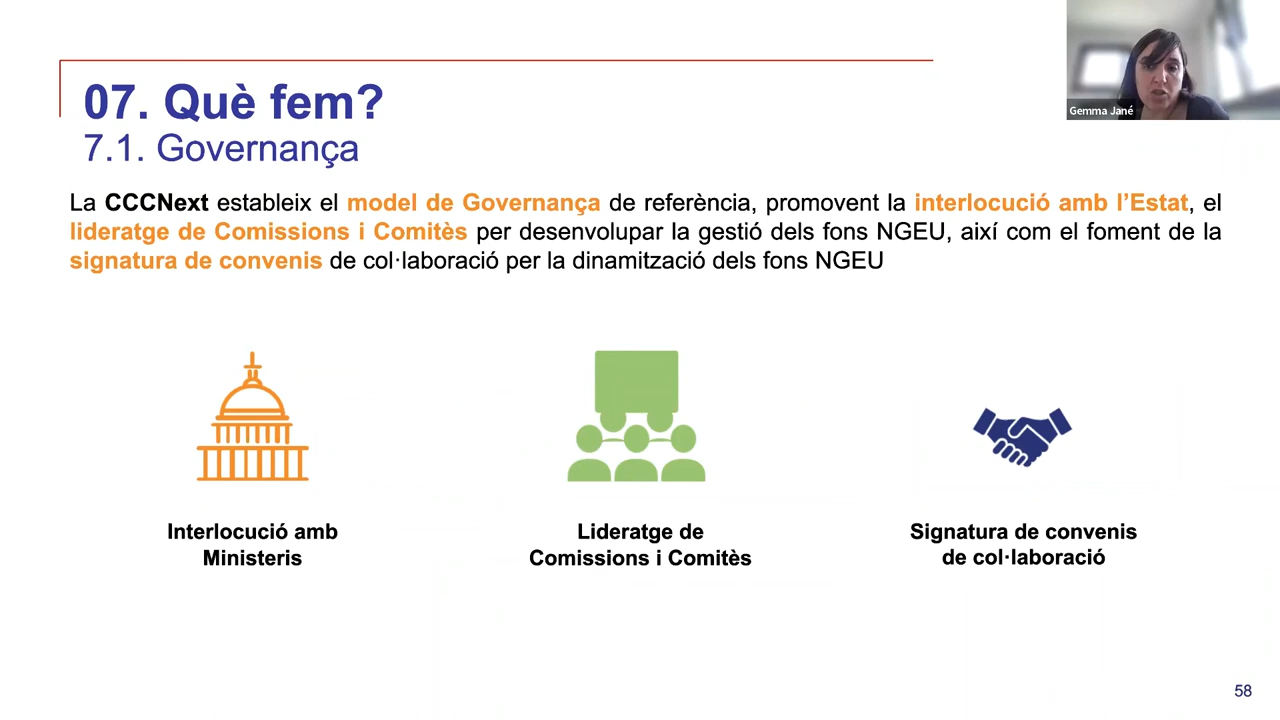 07. Què fem?
7.1. Governança
Gemma Jané
La CCCNext estableix el model de Governança de referència, promovent la interlocució amb l’Estat, el
lideratge de Comissions i Comitès per desenvolupar la gestió dels fons NGEU, així com el foment de la
signatura de convenis de col·laboració per la dinamització dels fons NGEU
Interlocució amb
Ministeris
Lideratge de
Comissions i Comitès
Signatura de convenis
de col·laboració
58